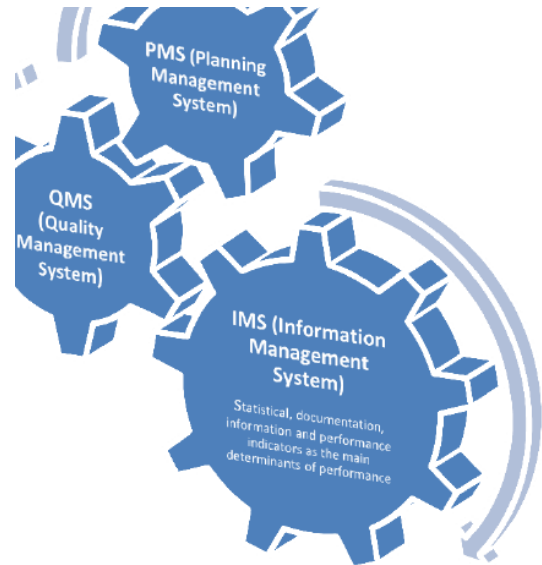 PMS (Planning
Management
System)
QMS
(Quality
Management
System)
IMS (Information
Management
System)
Statistical, documentation,
information and performance
indicators as the main
determinants of performance